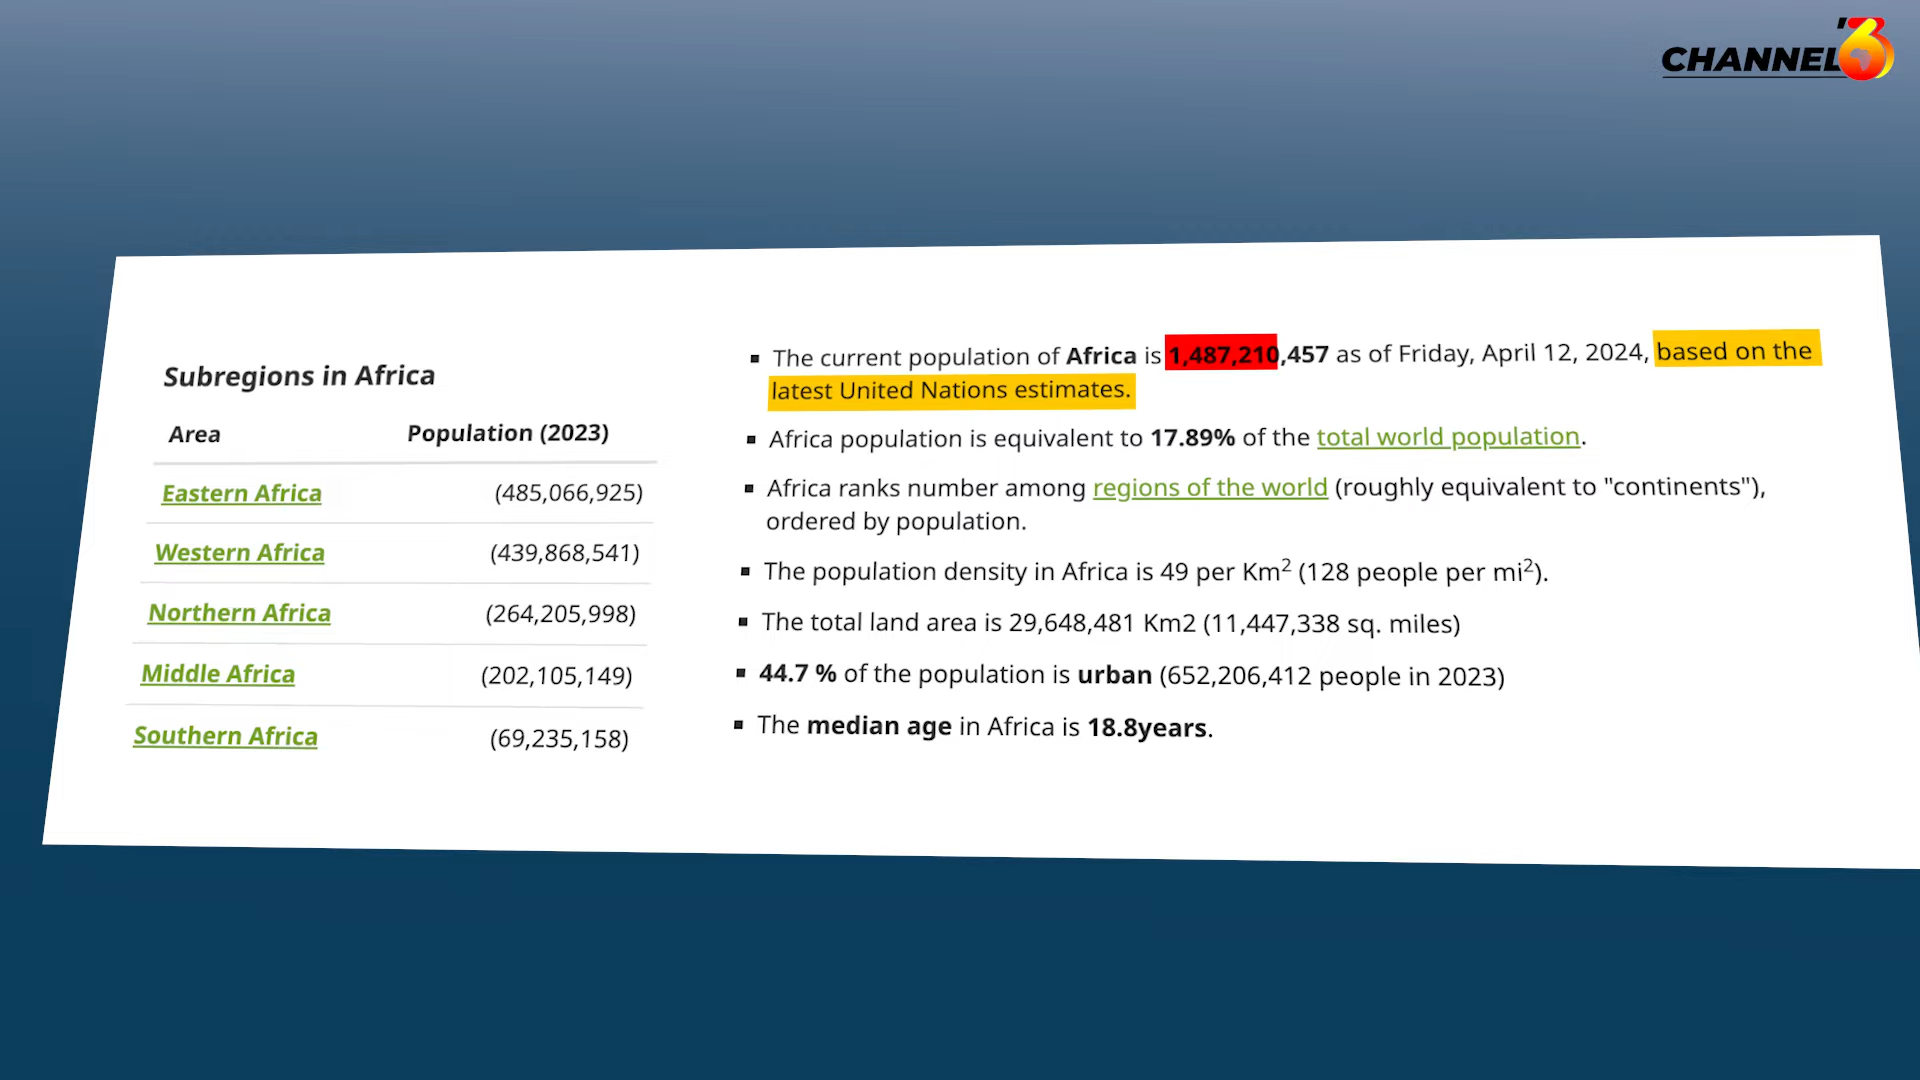 CHANNEL'3
Subregions in Africa
Area Population (2023)
Eastern Africa (485,066,925)
Western Africa (439,868,541)
Northern Africa (264,205,998)
Middle Africa (202,105,149)
Southern Africa (69,235,158)
▪ The current population of Africa is 1,487,210,457 as of Friday, April 12, 2024, based on the
latest United Nations estimates.
▪ Africa population is equivalent to 17.89% of the total world population.
▪ Africa ranks number among regions of the world (roughly equivalent to "continents"),
ordered by population.
▪ The population density in Africa is 49 per Km² (128 people per mi²).
▪ The total land area is 29,648,481 Km2 (11,447,338 sq. miles)
▪ 44.7 % of the population is urban (652,206,412 people in 2023)
▪ The median age in Africa is 18.8years.